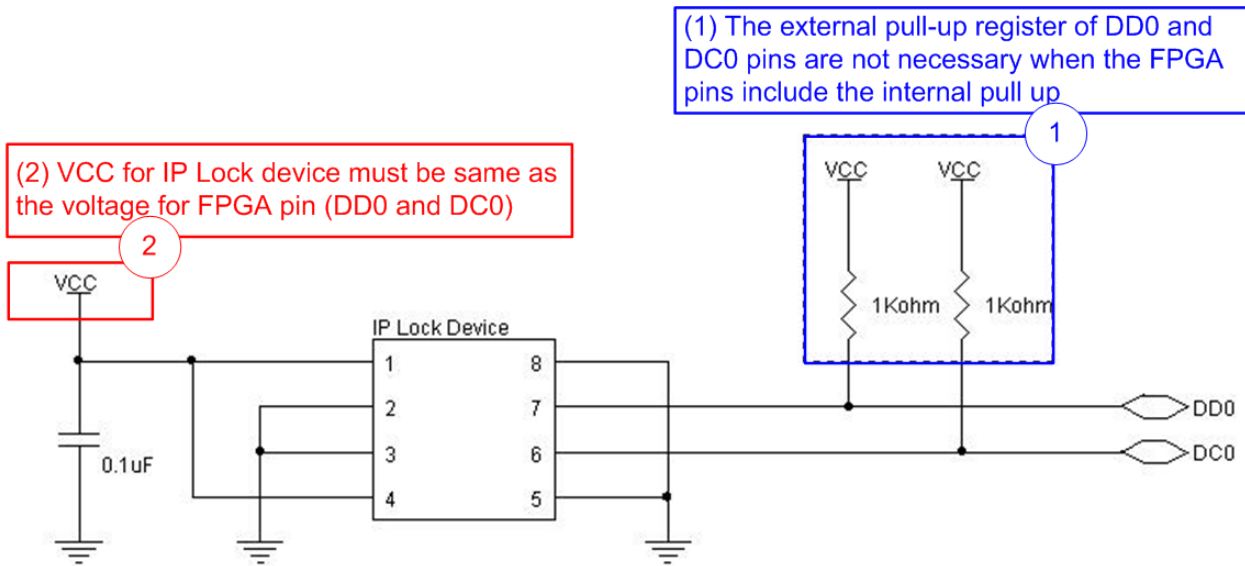 (1) The external pull-up register of DD0 and
DC0 pins are not necessary when the FPGA
pins include the internal pull up
1
(2) VCC for IP Lock device must be same as
the voltage for FPGA pin (DD0 and DC0)
2
VCC
VCC
VCC
1Kohm
1Kohm
IP Lock Device
1
8
2
7
3
6
4
5
0.1uF
DD0
DC0